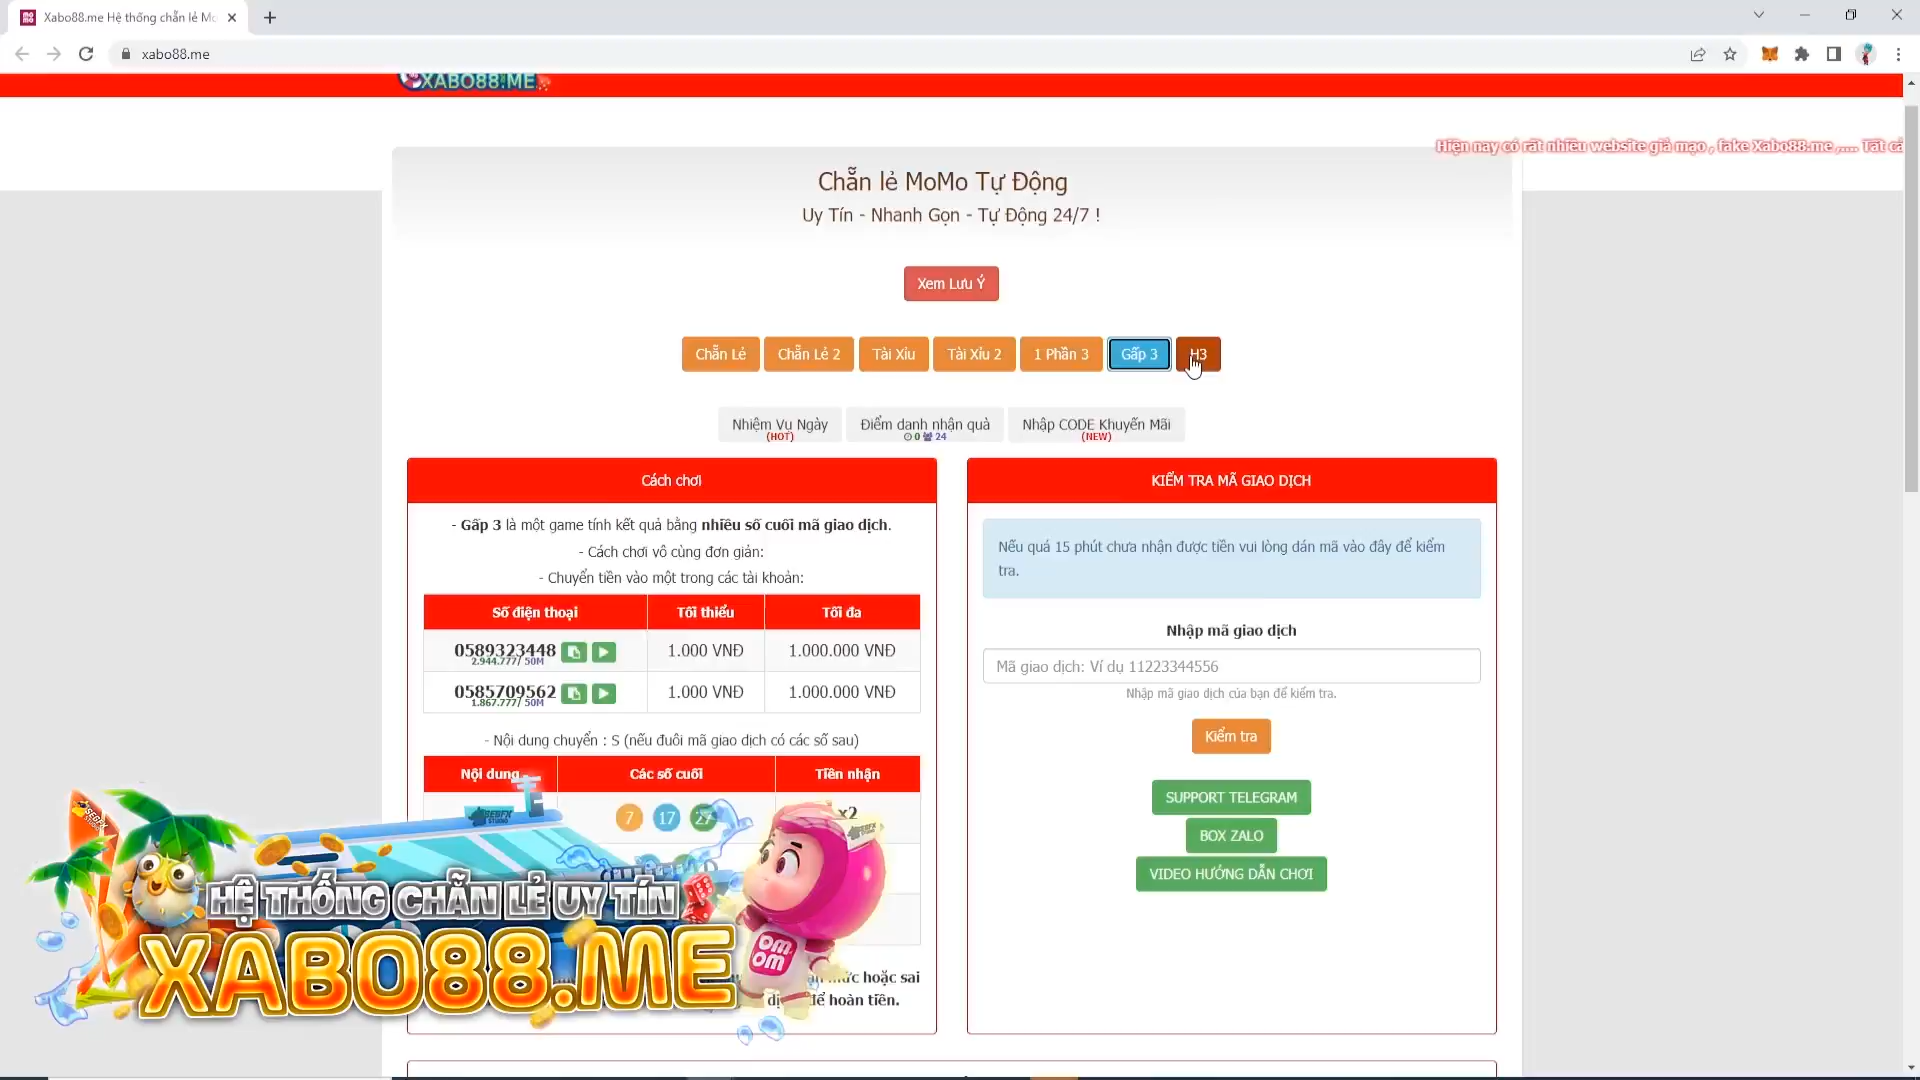 Xabo88.me Hệ thống chẵn lẻ Mo
xabo88.me
XABO88.ME
Hiện nay có rất nhiều website giả mạo , fake Xabo88.me ,.... Tất cả
Chẵn lẻ MoMo Tự Động
Uy Tín - Nhanh Gọn - Tự Động 24/7 !
Xem Lưu Ý
Chẵn Lẻ
Chẵn Lẻ 2
Tài Xỉu
Tài Xỉu 2
1 Phần 3
Gấp 3
H3
Nhiệm Vụ Ngày
(HOT)
Điểm danh nhận quà
0 24
Nhập CODE Khuyến Mãi
(NEW)
Cách chơi
- Gấp 3 là một game tính kết quả bằng nhiều số cuối mã giao dịch.
- Cách chơi vô cùng đơn giản:
- Chuyển tiền vào một trong các tài khoản:
Số điện thoại Tối thiểu Tối đa
0589323448 1.000 VNĐ 1.000.000 VNĐ
2.944.777/ 50M
0585709562 1.000 VNĐ 1.000.000 VNĐ
1.867.777/ 50M
- Nội dung chuyển : S (nếu đuôi mã giao dịch có các số sau)
Nội dung Các số cuối Tiền nhận
7 17 27 x2
mức hoặc sai
để hoàn tiền.
KIỂM TRA MÃ GIAO DỊCH
Nếu quá 15 phút chưa nhận được tiền vui lòng dán mã vào đây để kiểm
tra.
Nhập mã giao dịch
Mã giao dịch: Ví dụ 11223344556
Nhập mã giao dịch của bạn để kiểm tra.
Kiểm tra
SUPPORT TELEGRAM
BOX ZALO
VIDEO HƯỚNG DẪN CHƠI
HỆ THỐNG CHẴN LẺ UY TÍN
XABO88.ME